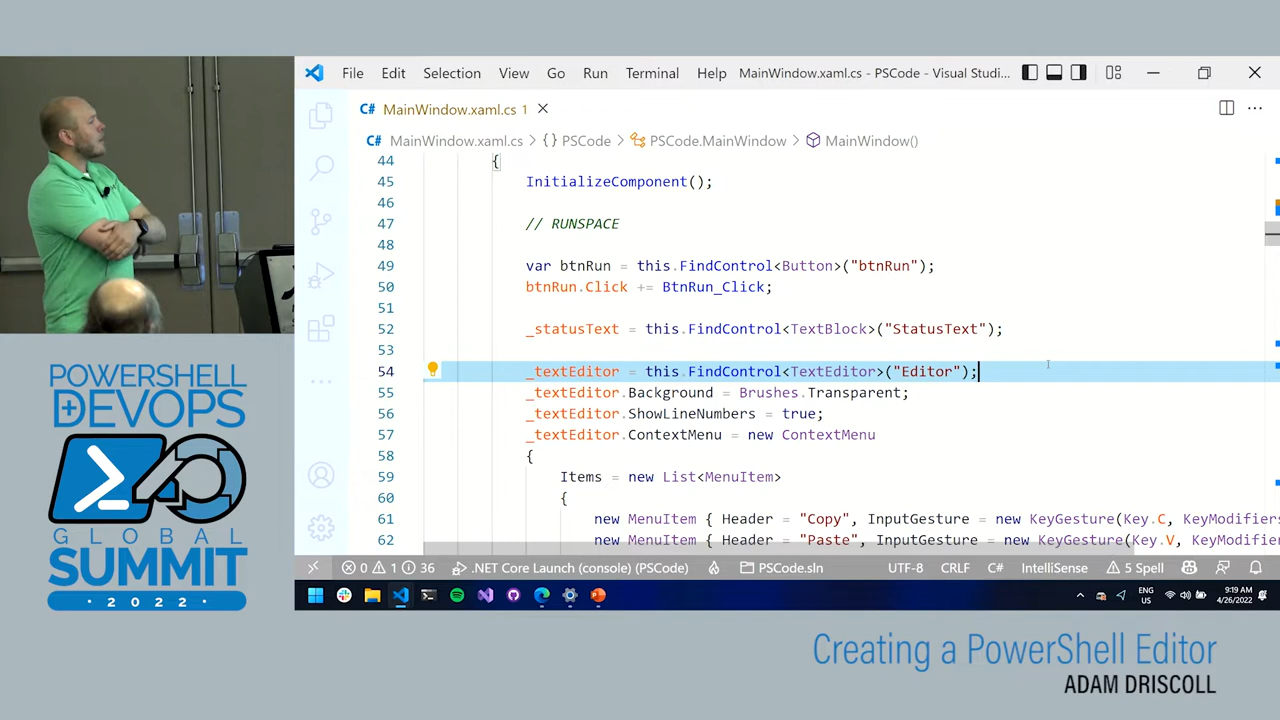 File Edit Selection View Go Run Terminal Help MainWindow.xaml.cs - PSCode - Visual Studi...
C# MainWindow.xaml.cs 1
C# MainWindow.xaml.cs > {} PSCode > PSCode.MainWindow > MainWindow()
44 {
45 InitializeComponent();
46
47 // RUNSPACE
48
49 var btnRun = this.FindControl<Button>("btnRun");
50 btnRun.Click += BtnRun_Click;
51
52 _statusText = this.FindControl<TextBlock>("StatusText");
53
54 _textEditor = this.FindControl<TextEditor>("Editor");
55 _textEditor.Background = Brushes.Transparent;
56 _textEditor.ShowLineNumbers = true;
57 _textEditor.ContextMenu = new ContextMenu
58 {
59 Items = new List<MenuItem>
60 {
61 new MenuItem { Header = "Copy", InputGesture = new KeyGesture(Key.C, KeyModifiers
62 new MenuItem { Header = "Paste", InputGesture = new KeyGesture(Key.V, KeyModifiers
0 1 36 .NET Core Launch (console) (PSCode) PSCode.sln UTF-8 CRLF C# IntelliSense 5 Spell
ENG
US
9:19 AM
4/26/2022
POWERSHELL
+DEVOPS
GLOBAL
SUMMIT
· 2 0 2 2 ·
Creating a PowerShell Editor
ADAM DRISCOLL